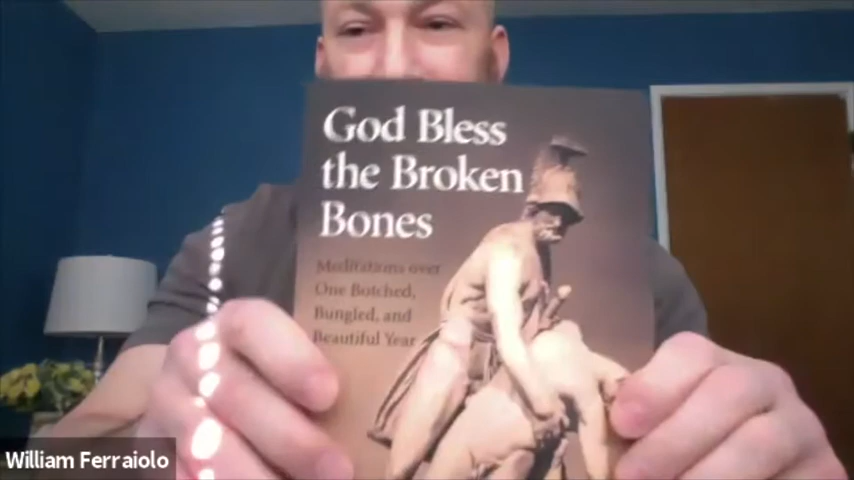 God Bless
the Broken
Bones
Meditations over
One Botched,
Bungled, and
Beautiful Year
William Ferraiolo